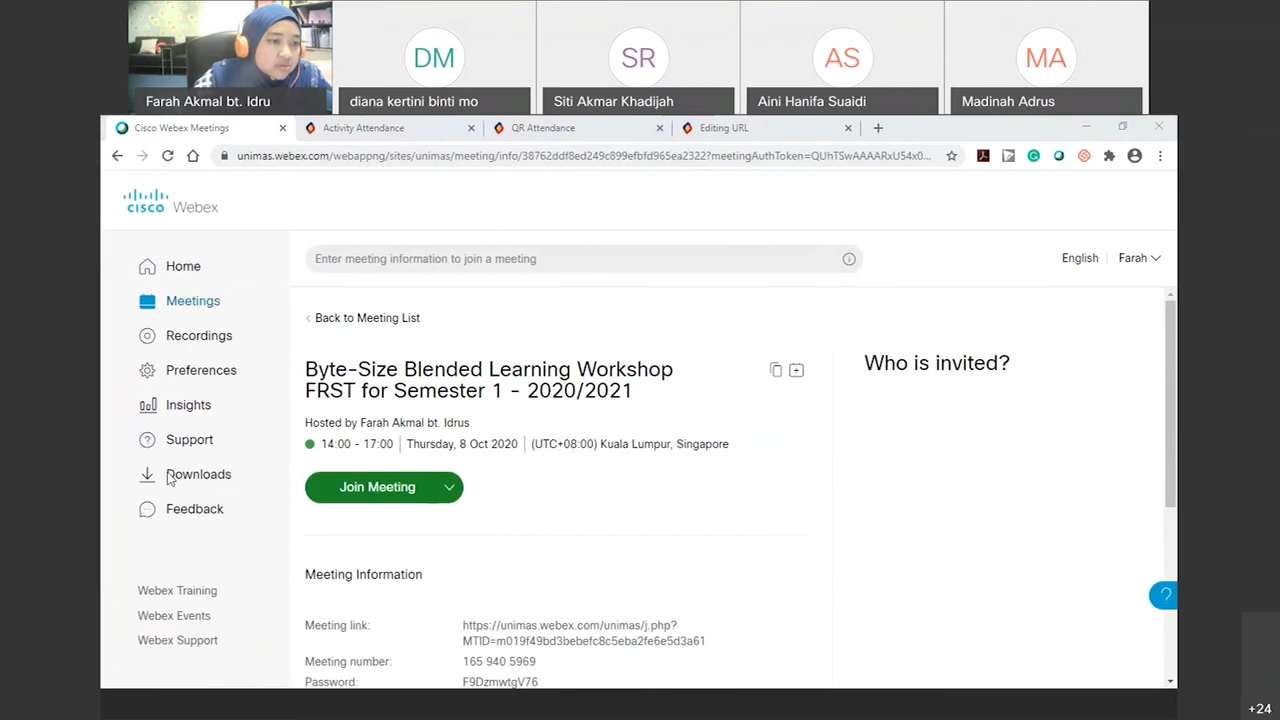 DM
SR
AS
MA
Farah Akmal bt. Idru
diana kertini binti mo
Siti Akmar Khadijah
Aini Hanifa Suaidi
Madinah Adrus
Cisco Webex Meetings
Activity Attendance
QR Attendance
Editing URL
unimas.webex.com/webappng/sites/unimas/meeting/info/38762ddf8ed249c899efbfd965ea2322?meetingAuthToken=QUhTSwAAAARxU54x0...
CISCO Webex
Home
Meetings
Recordings
Preferences
Insights
Support
Downloads
Feedback
Webex Training
Webex Events
Webex Support
Enter meeting information to join a meeting
English
Farah
Back to Meeting List
Byte-Size Blended Learning Workshop
FRST for Semester 1 - 2020/2021
Hosted by Farah Akmal bt. Idrus
14:00 - 17:00 | Thursday, 8 Oct 2020 | (UTC+08:00) Kuala Lumpur, Singapore
Join Meeting
Who is invited?
Meeting Information
Meeting link: https://unimas.webex.com/unimas/j.php?
MTID=m019f49bd3bebefc8c5eba2fe6e5d3a61
Meeting number: 165 940 5969
Password: F9DzmwtgV76
?
+24